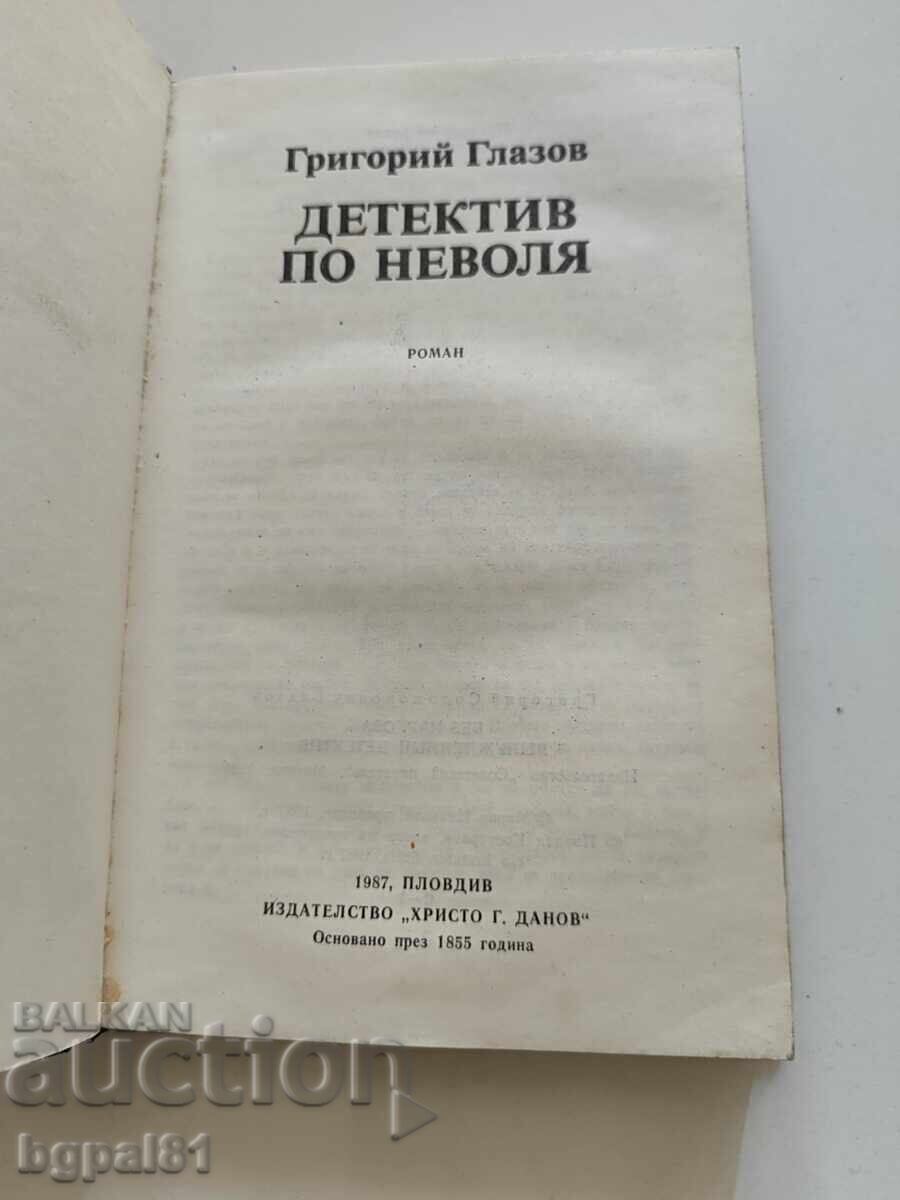 Григорий Глазов
ДЕТЕКТИВ
ПО НЕВОЛЯ
РОМАН
1987, ПЛОВДИВ
ИЗДАТЕЛСТВО „ХРИСТО Г. ДАНОВ“
Основано през 1855 година
BALKAN
auction
bgpal81